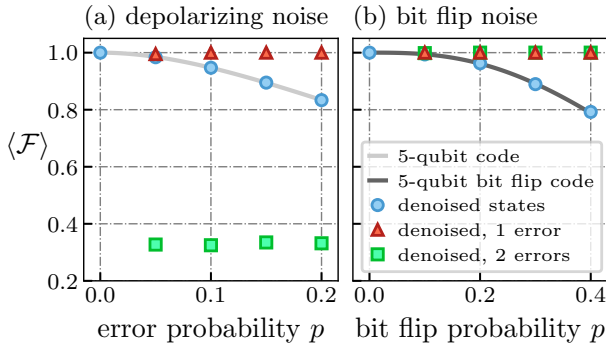 (a) depolarizing noise
(b) bit flip noise
1.0
0.8
⟨F⟩
0.6
0.4
0.2
5-qubit code
5-qubit bit flip code
denoised states
denoised, 1 error
denoised, 2 errors
0.0 0.1 0.2
0.0 0.2 0.4
error probability p
bit flip probability p